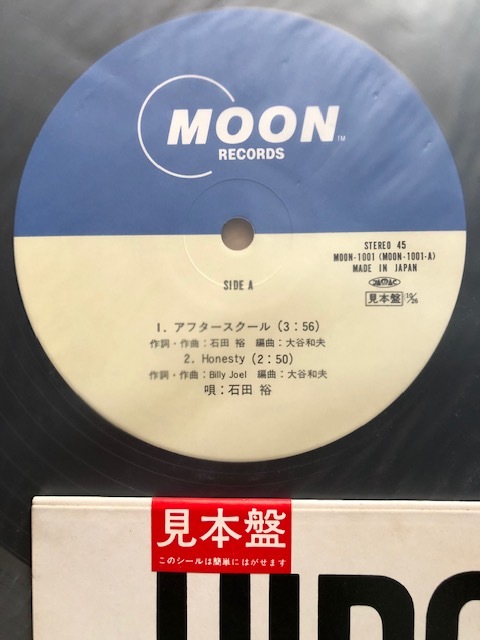 MOON™
RECORDS
STEREO 45
MOON-1001 (MOON-1001-A)
MADE IN JAPAN
SIDE A
見本盤 10/26
1. アフタースクール (3:56)
作詞・作曲:石田 裕 編曲:大谷和夫
2. Honesty (2:50)
作詞・作曲:Billy Joel 編曲:大谷和夫
唄:石田 裕
見本盤
このシールは簡単にはがせます